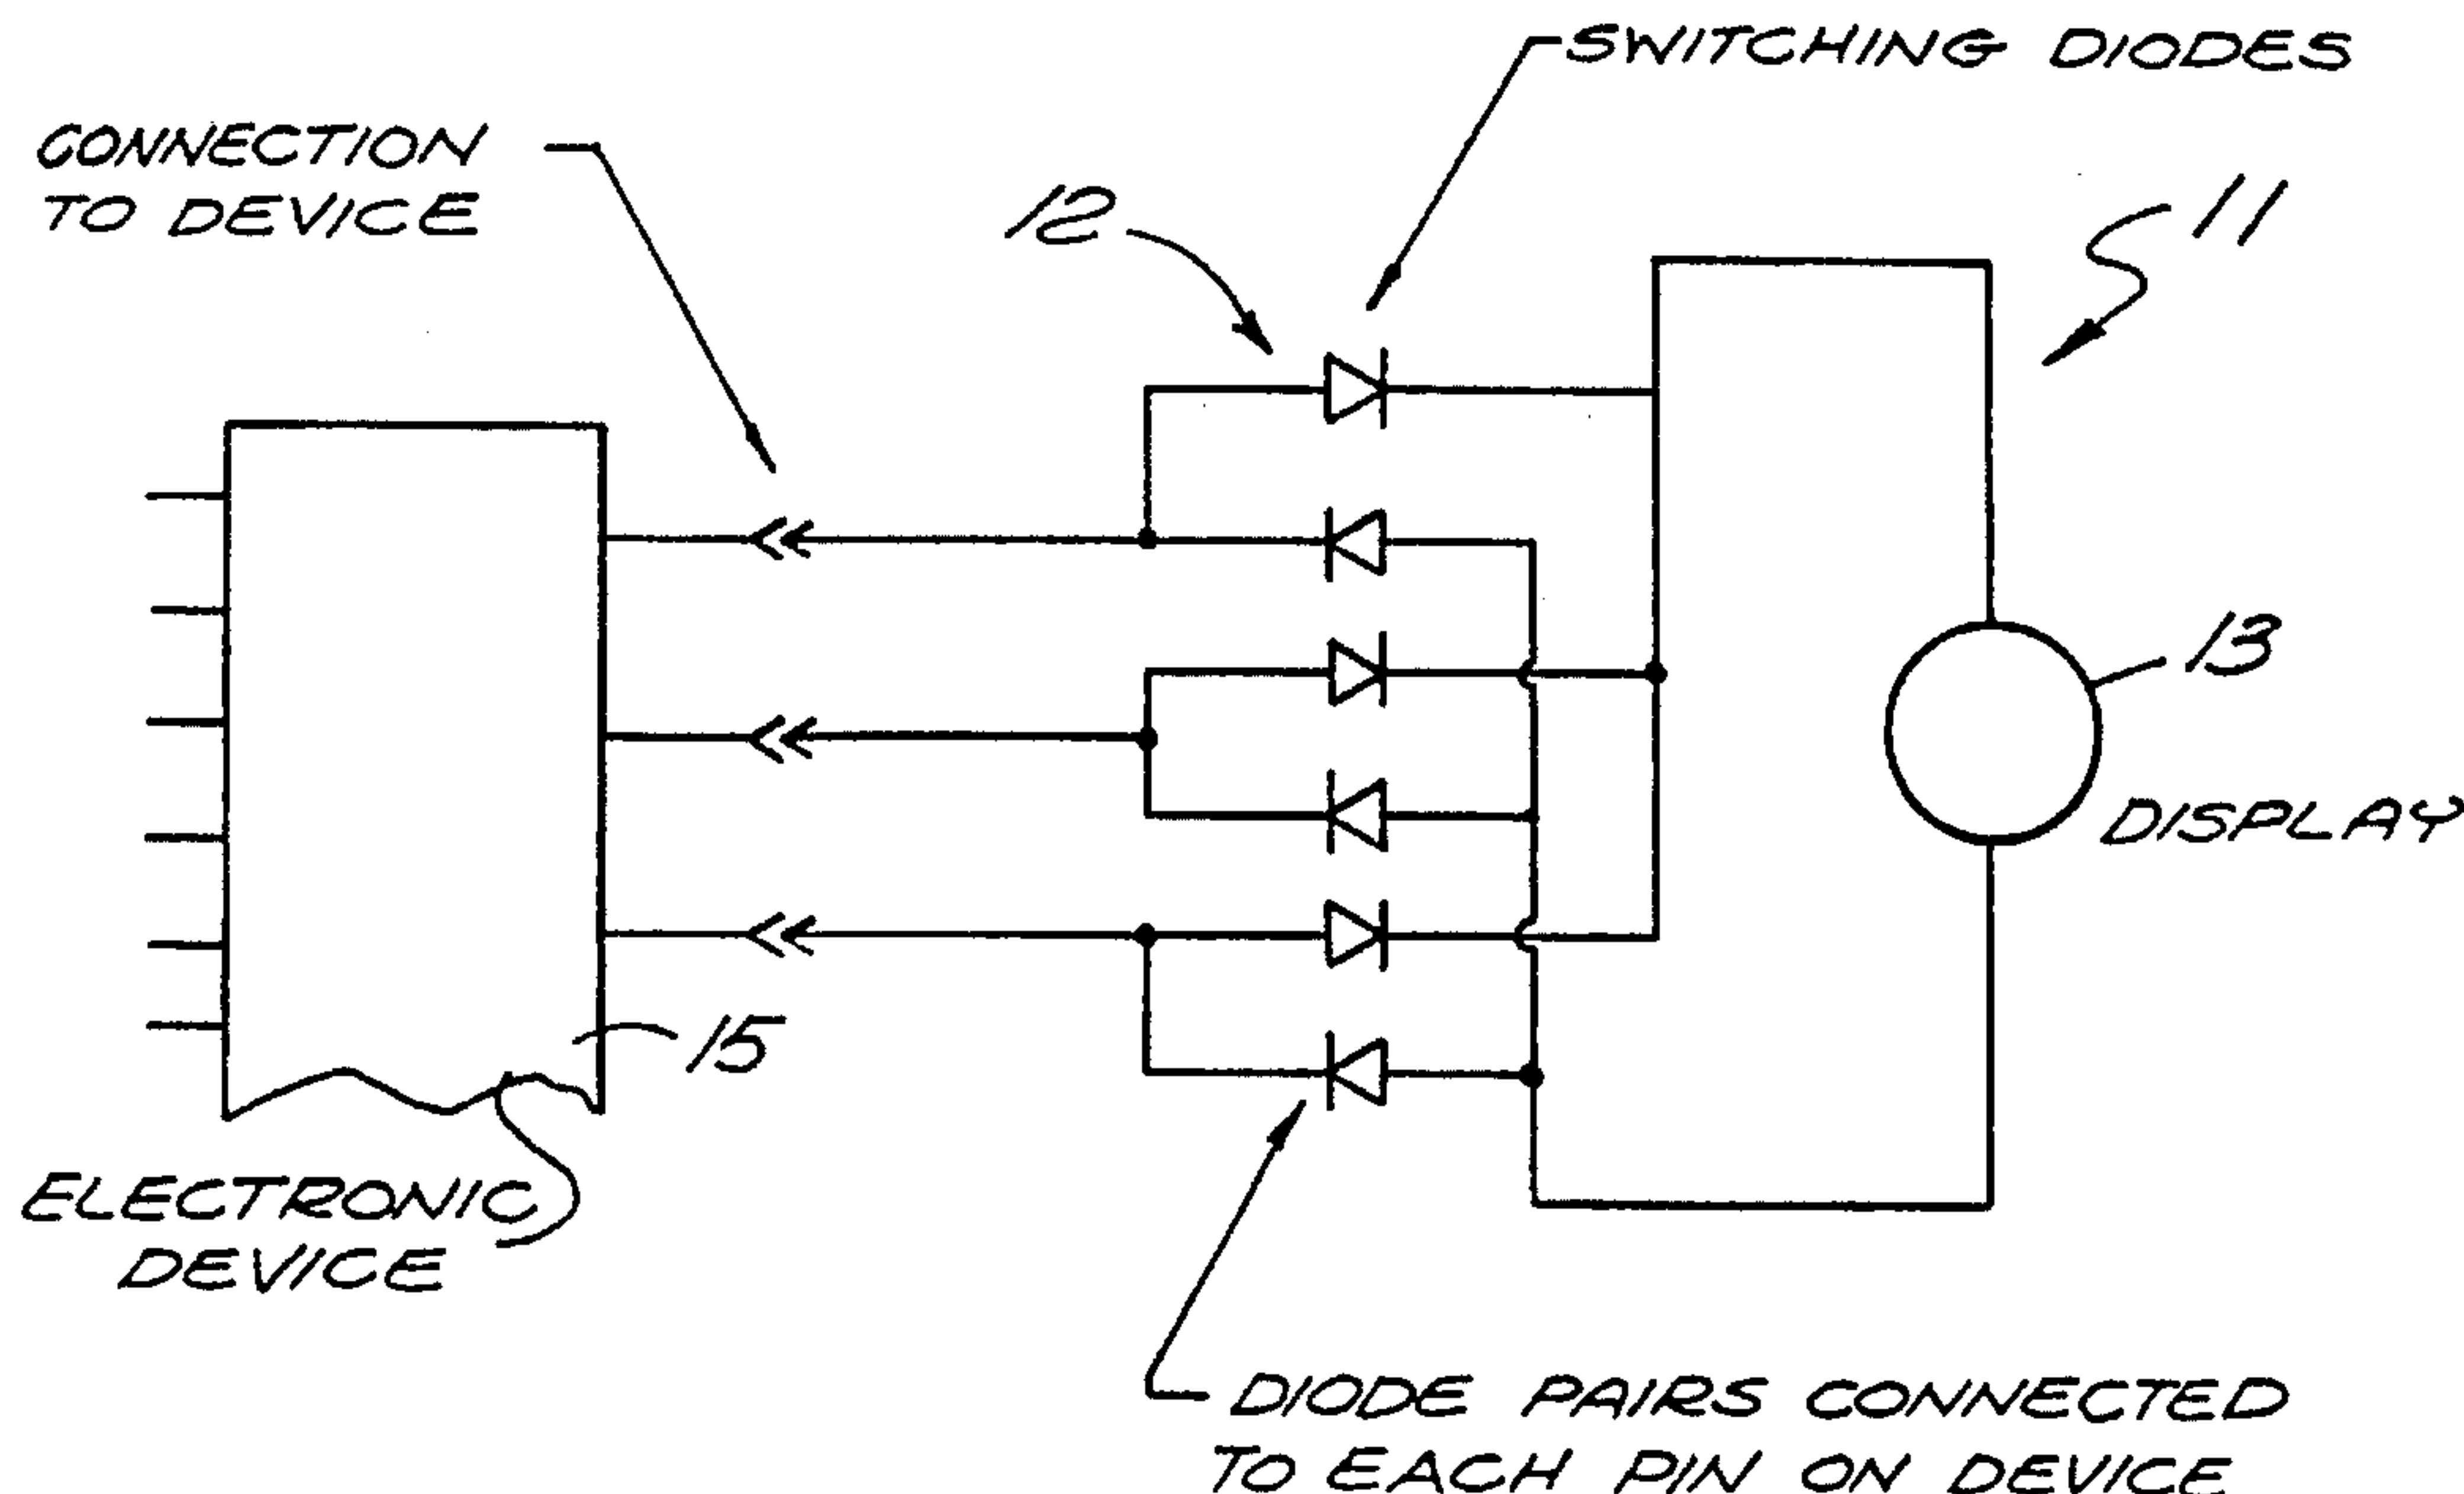 SWITCHING DIODES
CONNECTION
TO DEVICE
12
11
13
DISPLAY
15
ELECTRONIC
DEVICE
DIODE PAIRS CONNECTED
TO EACH PIN ON DEVICE